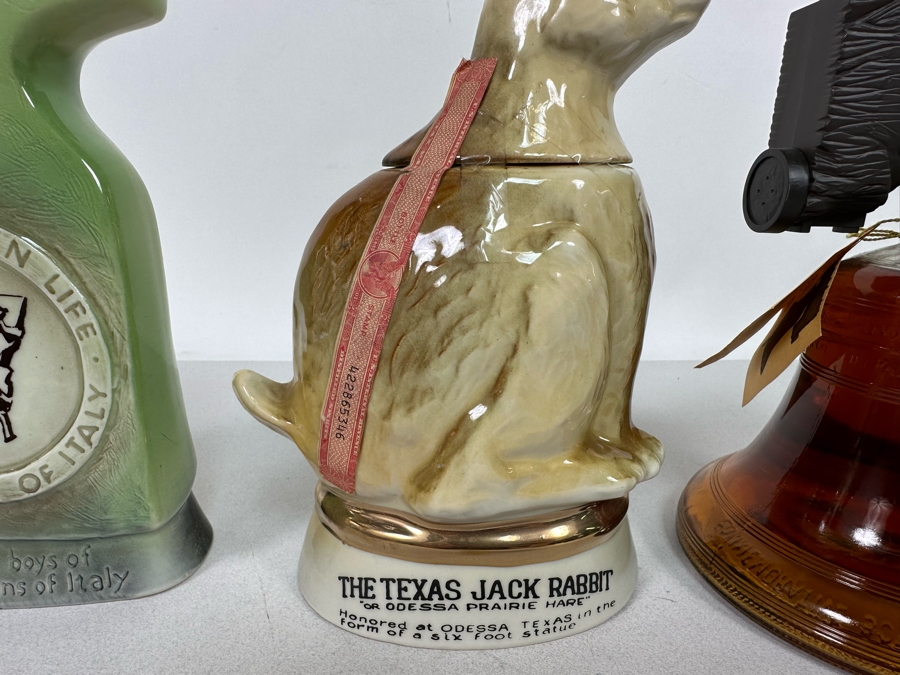 N LIFE ·
OF ITALY
boys of
ns of Italy
422865346
THE TEXAS JACK RABBIT
"OR ODESSA PRAIRIE HARE"
Honored at ODESSA TEXAS in the
form of a six foot statue